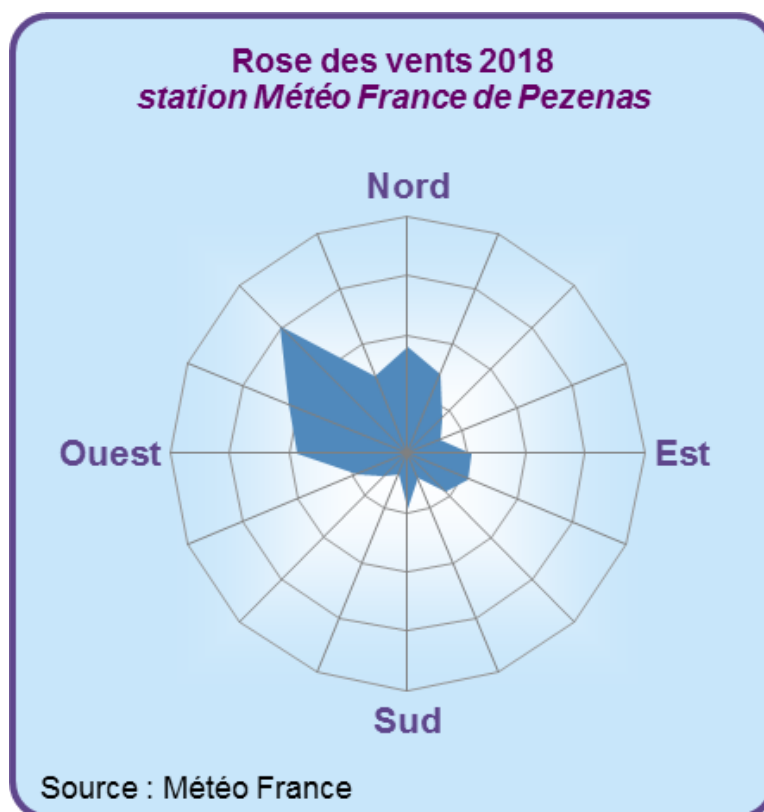 Rose des vents 2018
station Météo France de Pezenas
Nord
Ouest
Est
Sud
Source : Météo France